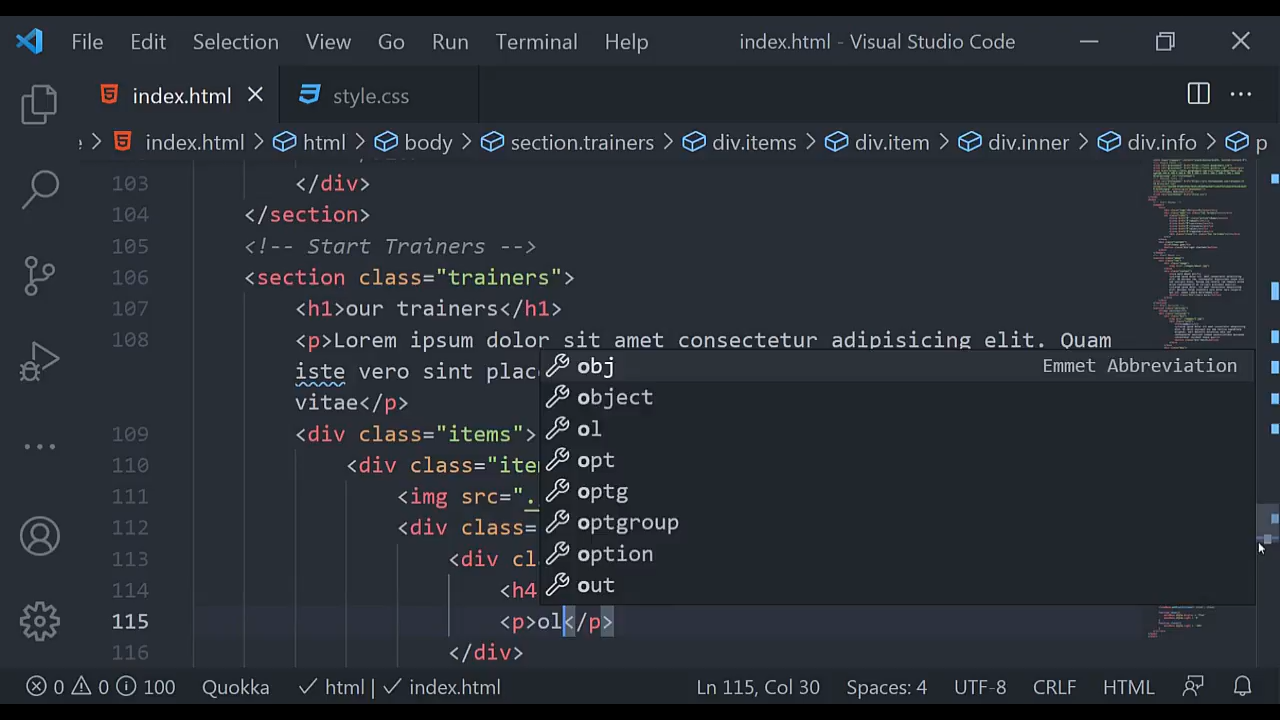 File Edit Selection View Go Run Terminal Help index.html - Visual Studio Code
index.html style.css
e > index.html > html > body > section.trainers > div.items > div.item > div.inner > div.info > p
103 </div>
104 </section>
105 <!-- Start Trainers -->
106 <section class="trainers">
107 <h1>our trainers</h1>
108 <p>Lorem ipsum dolor sit amet consectetur adipisicing elit. Quam
iste vero sint plac
vitae</p>
109 <div class="items">
110 <div class="ite
111 <img src=".
112 <div class=
113 <div cl
114 <h4
115 <p>ol</p>
116 </div>
obj Emmet Abbreviation
object
ol
opt
optg
optgroup
option
out
0 0 100 Quokka html | index.html Ln 115, Col 30 Spaces: 4 UTF-8 CRLF HTML